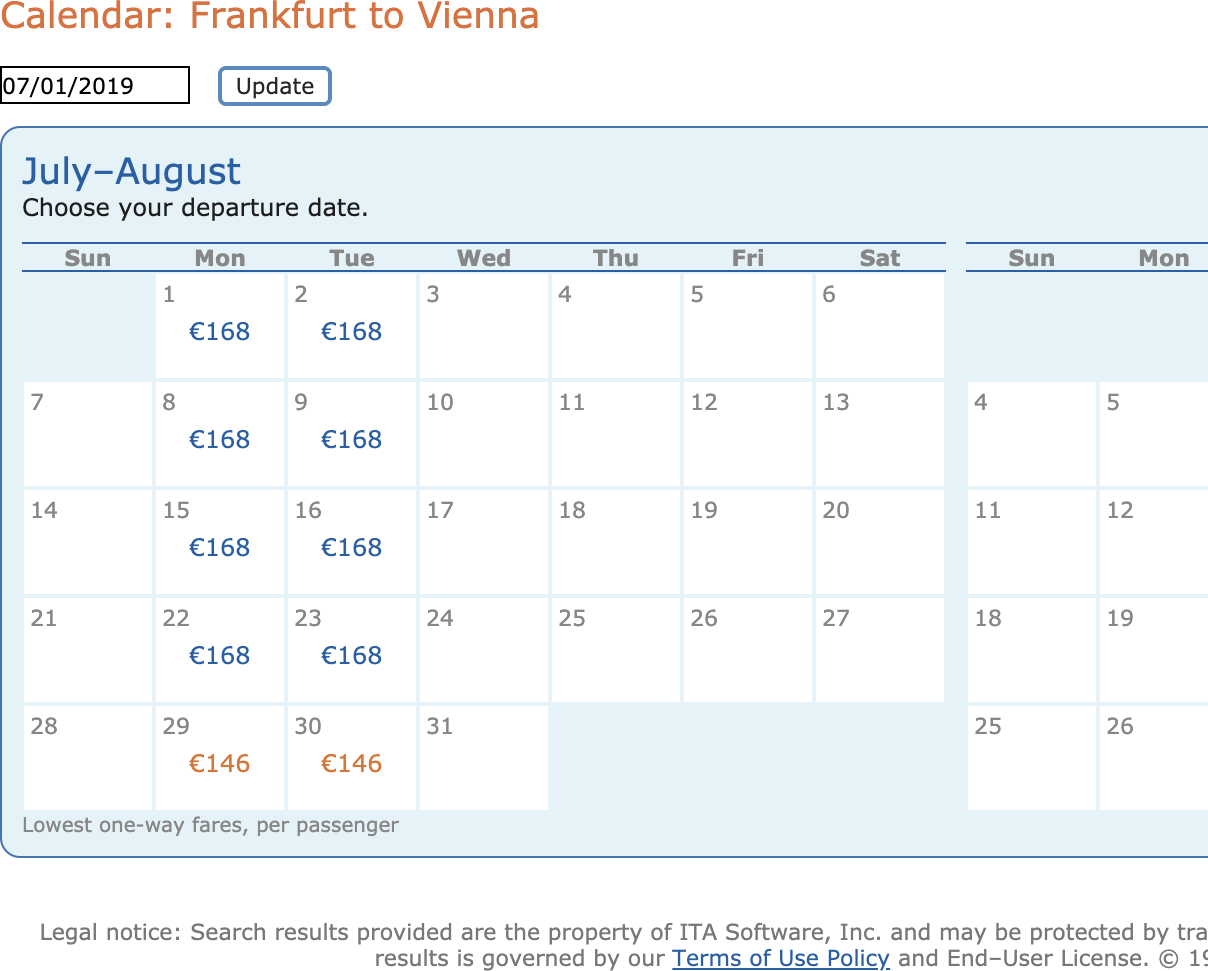 Calendar: Frankfurt to Vienna
07/01/2019 Update
July–August
Choose your departure date.
Sun Mon Tue Wed Thu Fri Sat Sun Mon
1 2 3 4 5 6
€168 €168
7 8 9 10 11 12 13 4 5
€168 €168
14 15 16 17 18 19 20 11 12
€168 €168
21 22 23 24 25 26 27 18 19
€168 €168
28 29 30 31 25 26
€146 €146
Lowest one-way fares, per passenger
Legal notice: Search results provided are the property of ITA Software, Inc. and may be protected by tra
results is governed by our Terms of Use Policy and End–User License. © 19